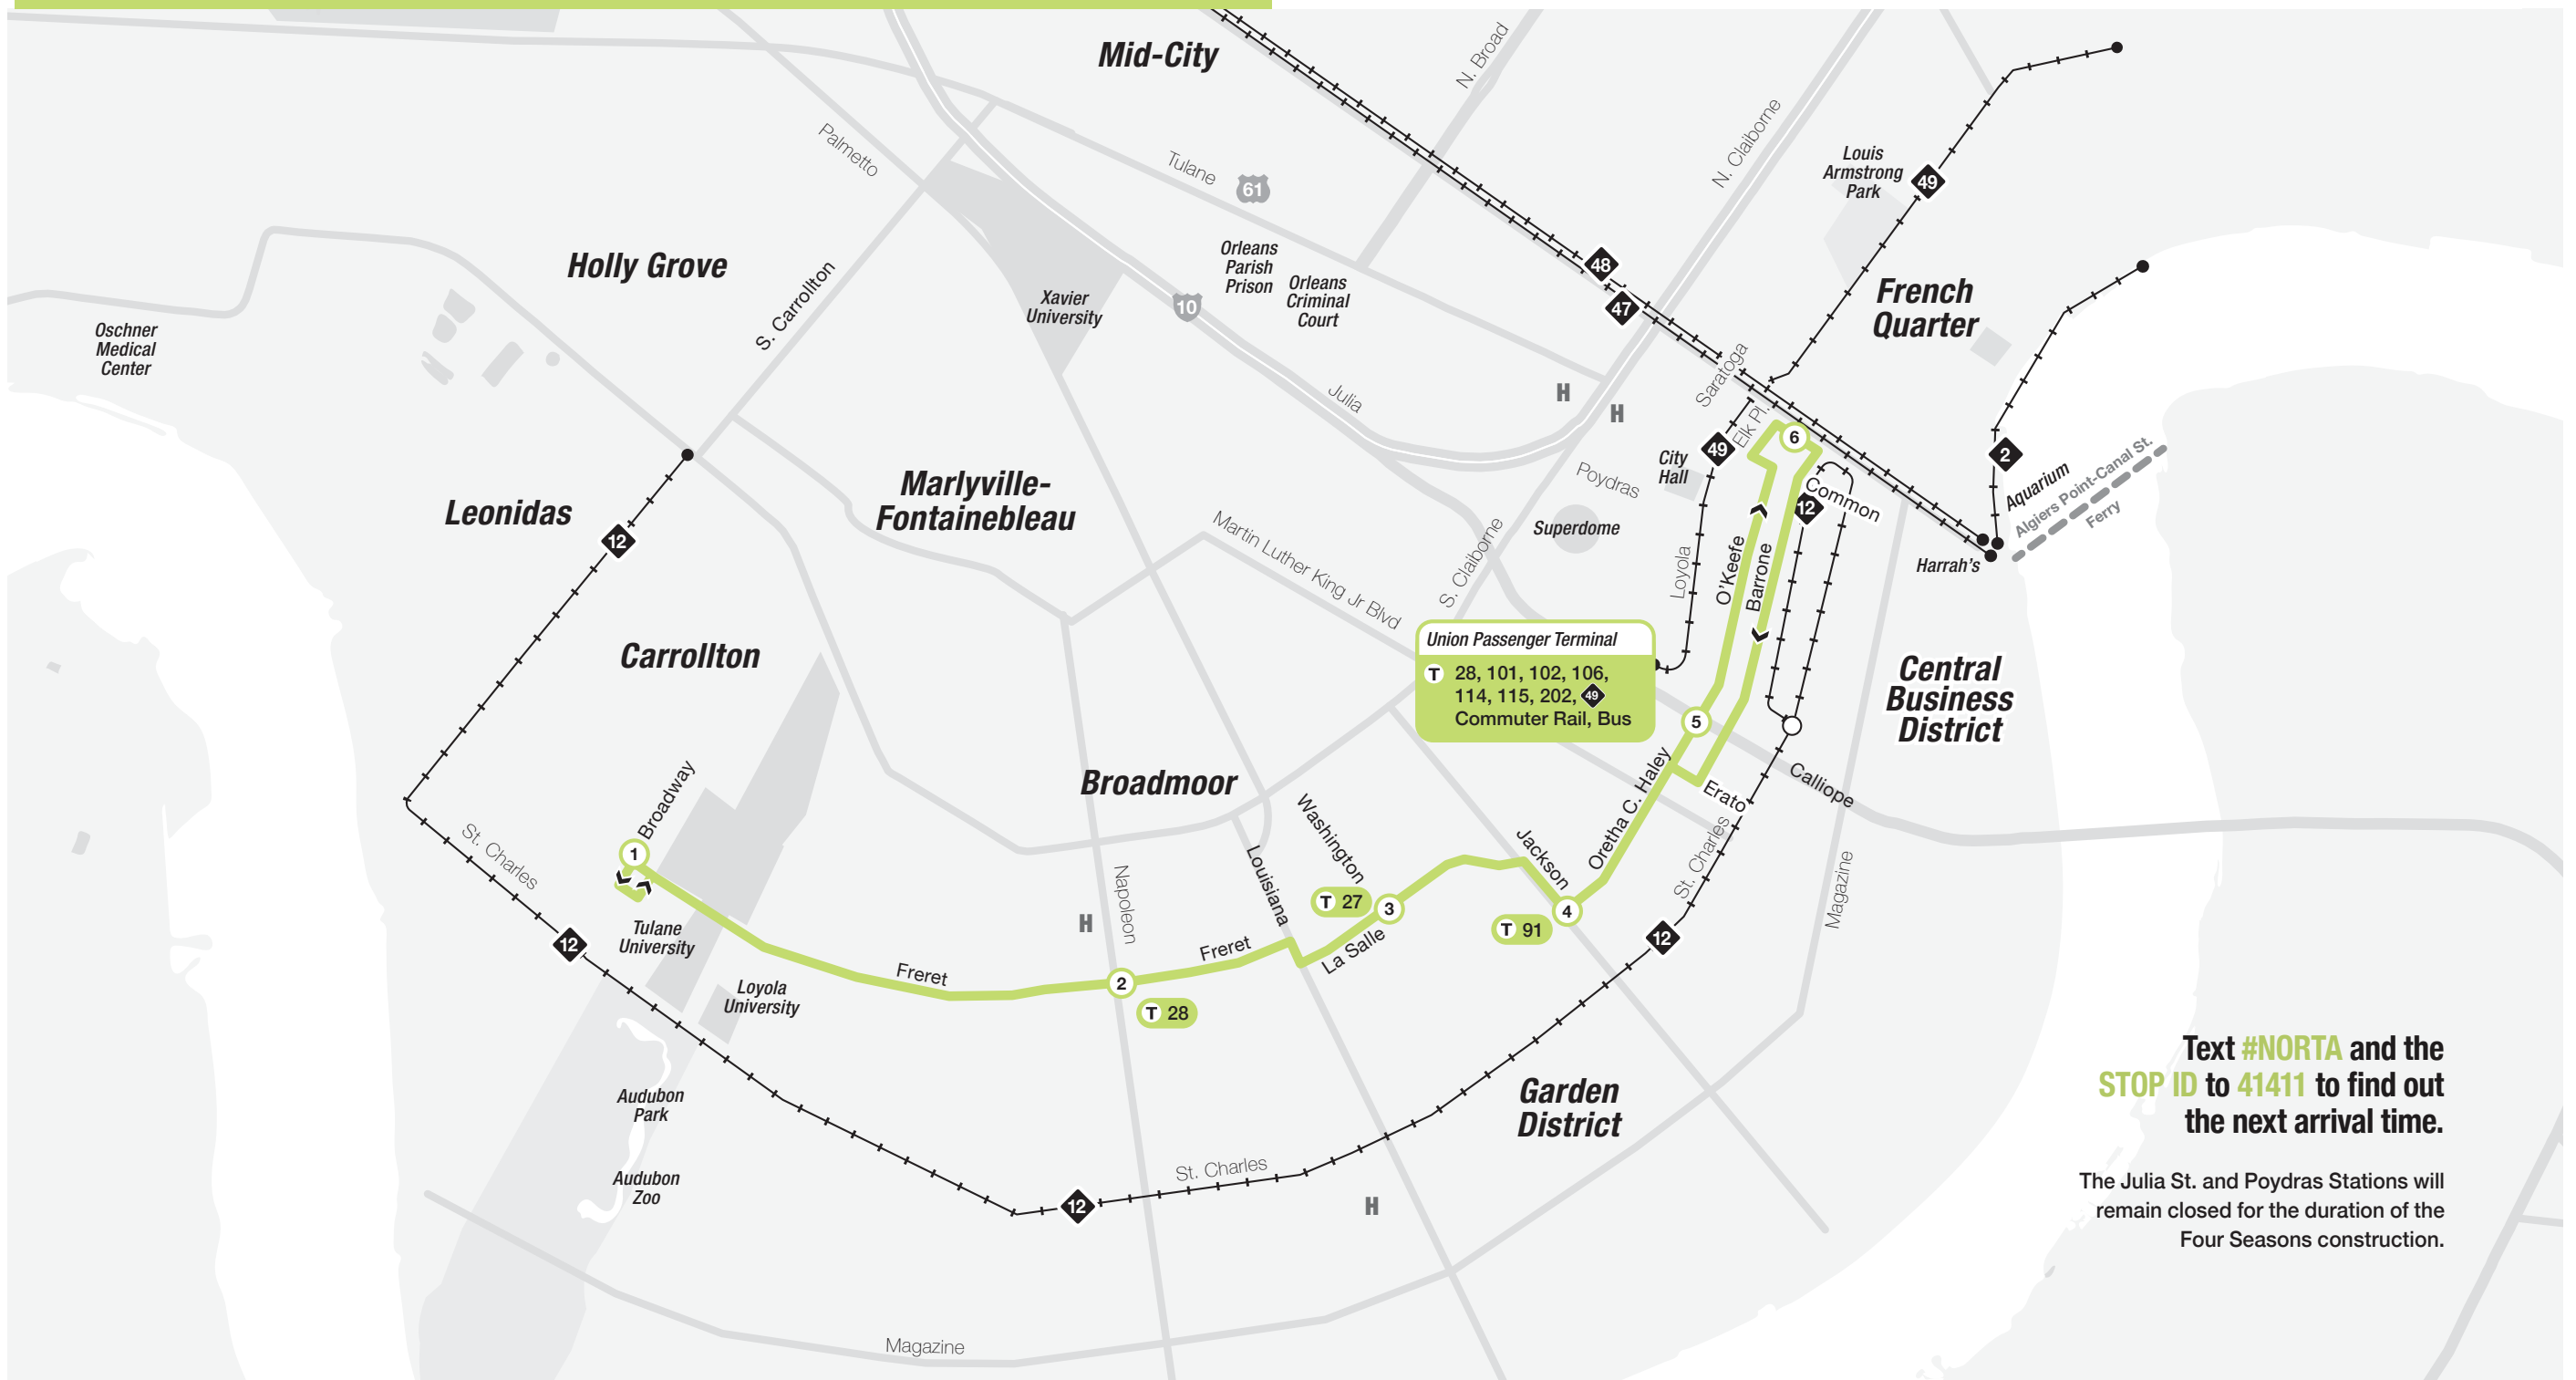 Mid-City
N. Broad
N. Claiborne
Palmetto
Tulane
61
Louis
Armstrong
Park
49
Holly Grove
S. Carrollton
Orleans
Parish
Prison
Orleans
Criminal
Court
Xavier
University
10
48
47
French
Quarter
Oschner
Medical
Center
Julia
H
H
Saratoga
Elk Pl.
49
6
City
Hall
Poydras
Superdome
12
Common
2
Aquarium
Algiers Point-Canal St.
Ferry
Harrah's
Leonidas
12
Marlyville-
Fontainebleau
Martin Luther King Jr Blvd
S. Claiborne
Loyola
O'Keefe
Barrone
Union Passenger Terminal
T 28, 101, 102, 106,
114, 115, 202, 49
Commuter Rail, Bus
Central
Business
District
Carrollton
5
Broadway
1
Broadmoor
Washington
Louisiana
Jackson
Oretha C. Haley
Erato
Calliope
St. Charles
Magazine
St. Charles
12
Tulane
University
Loyola
University
Freret
H
Napoleon
2
T 28
Freret
T 27
3
La Salle
T 91
4
12
Audubon
Park
Audubon
Zoo
Garden
District
St. Charles
12
H
Magazine
Text #NORTA and the
STOP ID to 41411 to find out
the next arrival time.
The Julia St. and Poydras Stations will
remain closed for the duration of the
Four Seasons construction.